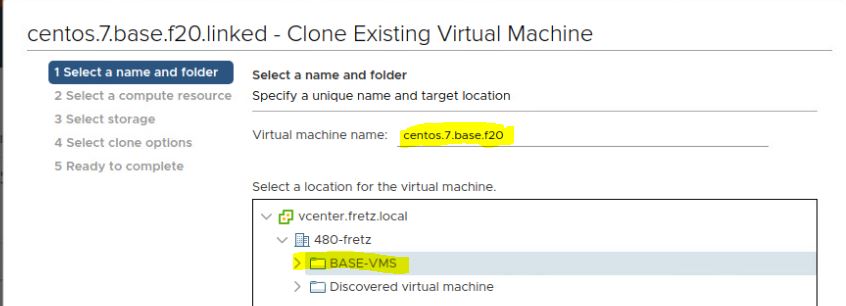 centos.7.base.f20.linked - Clone Existing Virtual Machine
1 Select a name and folder
2 Select a compute resource
3 Select storage
4 Select clone options
5 Ready to complete
Select a name and folder
Specify a unique name and target location
Virtual machine name: centos.7.base.f20
Select a location for the virtual machine.
vcenter.fretz.local
480-fretz
BASE-VMS
Discovered virtual machine